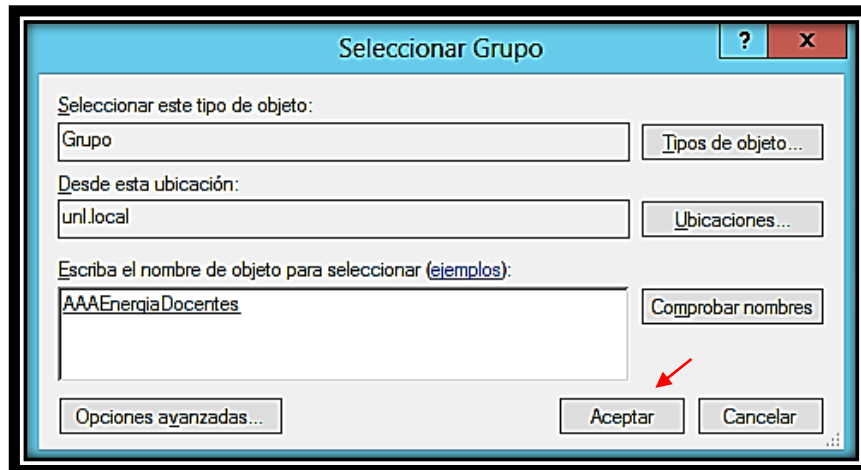 Seleccionar Grupo
? x
Seleccionar este tipo de objeto:
Grupo
Tipos de objeto...
Desde esta ubicación:
unl.local
Ubicaciones...
Escriba el nombre de objeto para seleccionar (ejemplos):
AAAEnergiaDocentes
Comprobar nombres
Opciones avanzadas...
Aceptar
Cancelar